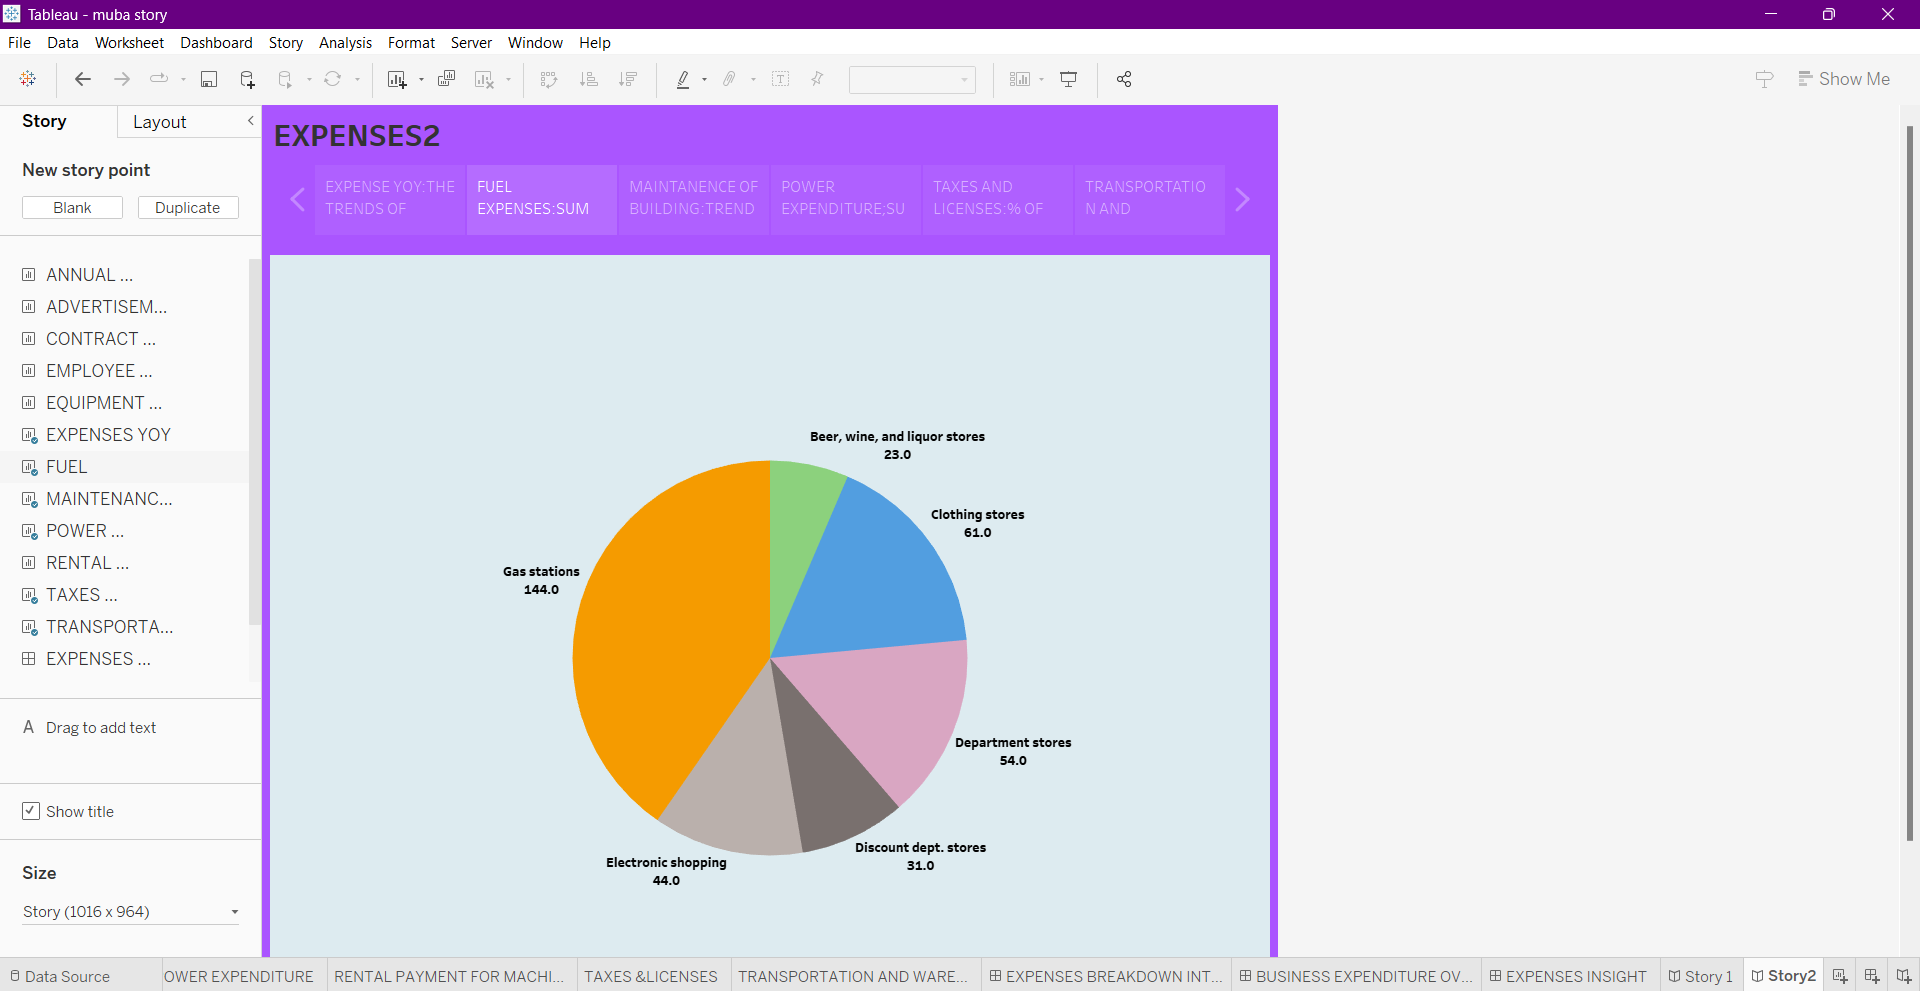 Tableau - muba story
File Data Worksheet Dashboard Story Analysis Format Server Window Help
Show Me
Story Layout
New story point
Blank Duplicate
ANNUAL ...
ADVERTISEM...
CONTRACT ...
EMPLOYEE ...
EQUIPMENT ...
EXPENSES YOY
FUEL
MAINTENANC...
POWER ...
RENTAL ...
TAXES ...
TRANSPORTA...
EXPENSES ...
A Drag to add text
Show title
Size
Story (1016 x 964)
EXPENSES2
EXPENSE YOY:THE
TRENDS OF
FUEL
EXPENSES:SUM
MAINTANENCE OF
BUILDING:TREND
POWER
EXPENDITURE;SU
TAXES AND
LICENSES:% OF
TRANSPORTATIO
N AND
Beer, wine, and liquor stores
23.0
Clothing stores
61.0
Gas stations
144.0
Department stores
54.0
Discount dept. stores
31.0
Electronic shopping
44.0
Data Source OWER EXPENDITURE RENTAL PAYMENT FOR MACHI... TAXES &LICENSES TRANSPORTATION AND WARE... EXPENSES BREAKDOWN INT... BUSINESS EXPENDITURE OV... EXPENSES INSIGHT Story 1 Story2